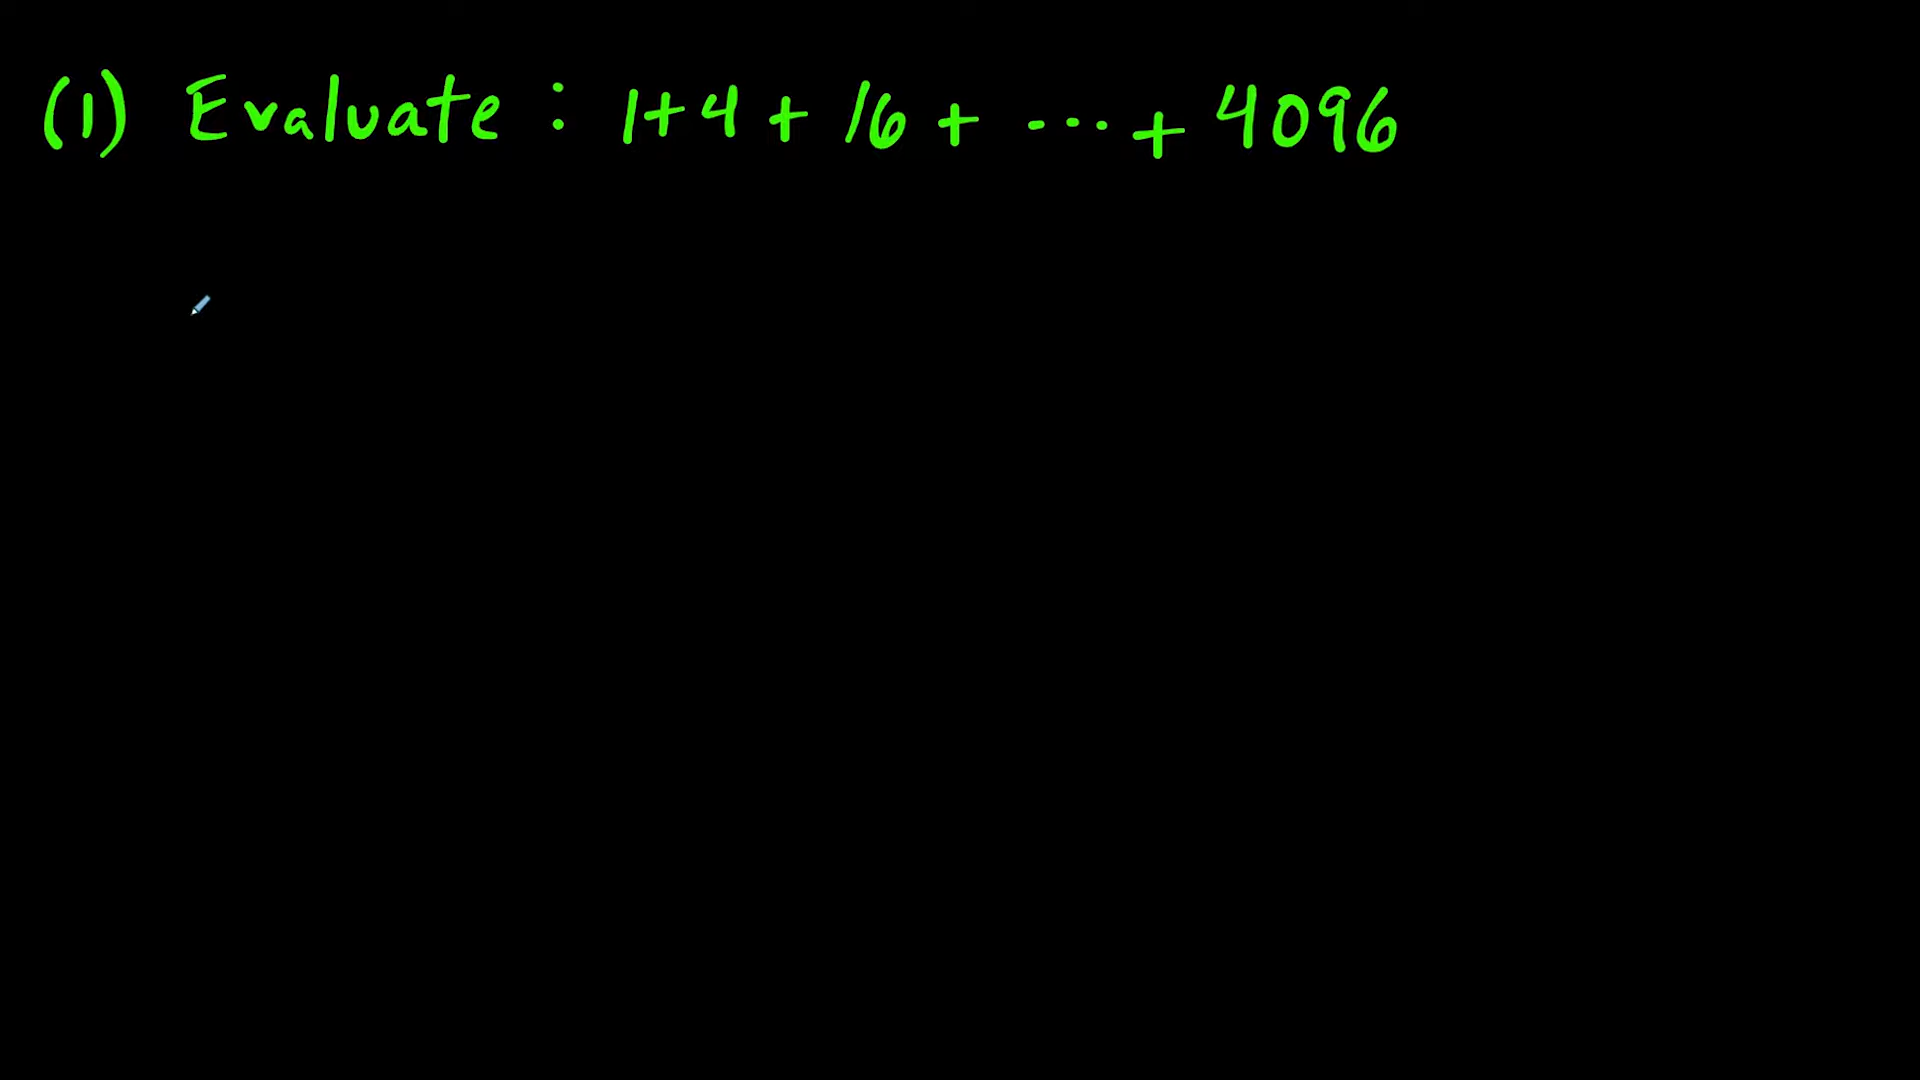 (1) Evaluate : 1+4 + 16 + ... + 4096